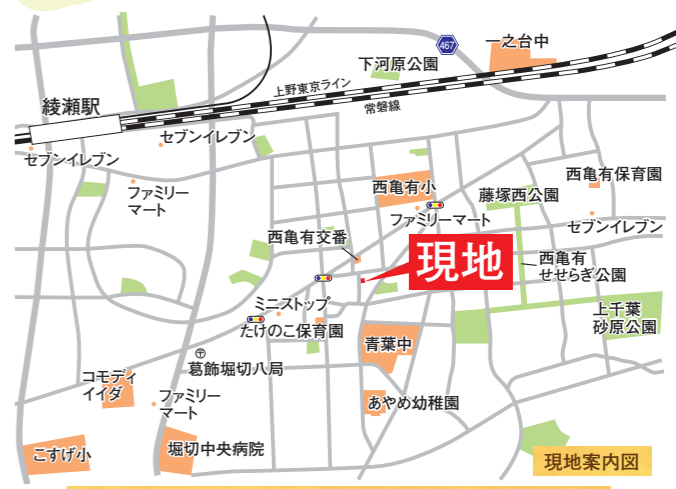 467
一之台中
下河原公園
上野東京ライン
綾瀬駅
常磐線
セブンイレブン
セブンイレブン
西亀有小
西亀有保育園
ファミリー
マート
藤塚西公園
ファミリーマート
セブンイレブン
西亀有交番
現地
西亀有
せせらぎ公園
ミニストップ
たけのこ保育園
上千葉
砂原公園
青葉中
葛飾堀切八局
コモディ
イイダ
ファミリー
マート
あやめ幼稚園
こすげ小
堀切中央病院
現地案内図